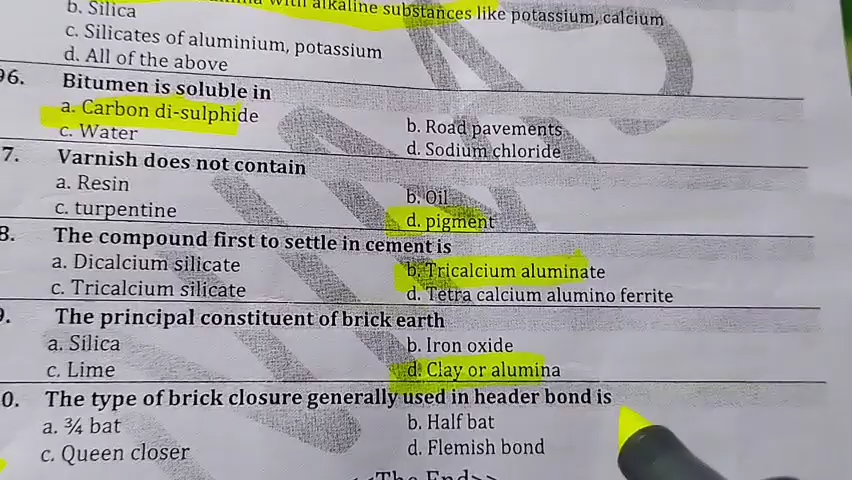 with alkaline substances like potassium, calcium
b. Silica
c. Silicates of aluminium, potassium
d. All of the above
96. Bitumen is soluble in
a. Carbon di-sulphide b. Road pavements
c. Water d. Sodium chloride
7. Varnish does not contain
a. Resin b. Oil
c. turpentine d. pigment
8. The compound first to settle in cement is
a. Dicalcium silicate b. Tricalcium aluminate
c. Tricalcium silicate d. Tetra calcium alumino ferrite
9. The principal constituent of brick earth
a. Silica b. Iron oxide
c. Lime d. Clay or alumina
0. The type of brick closure generally used in header bond is
a. ¾ bat b. Half bat
c. Queen closer d. Flemish bond
<<The End>>